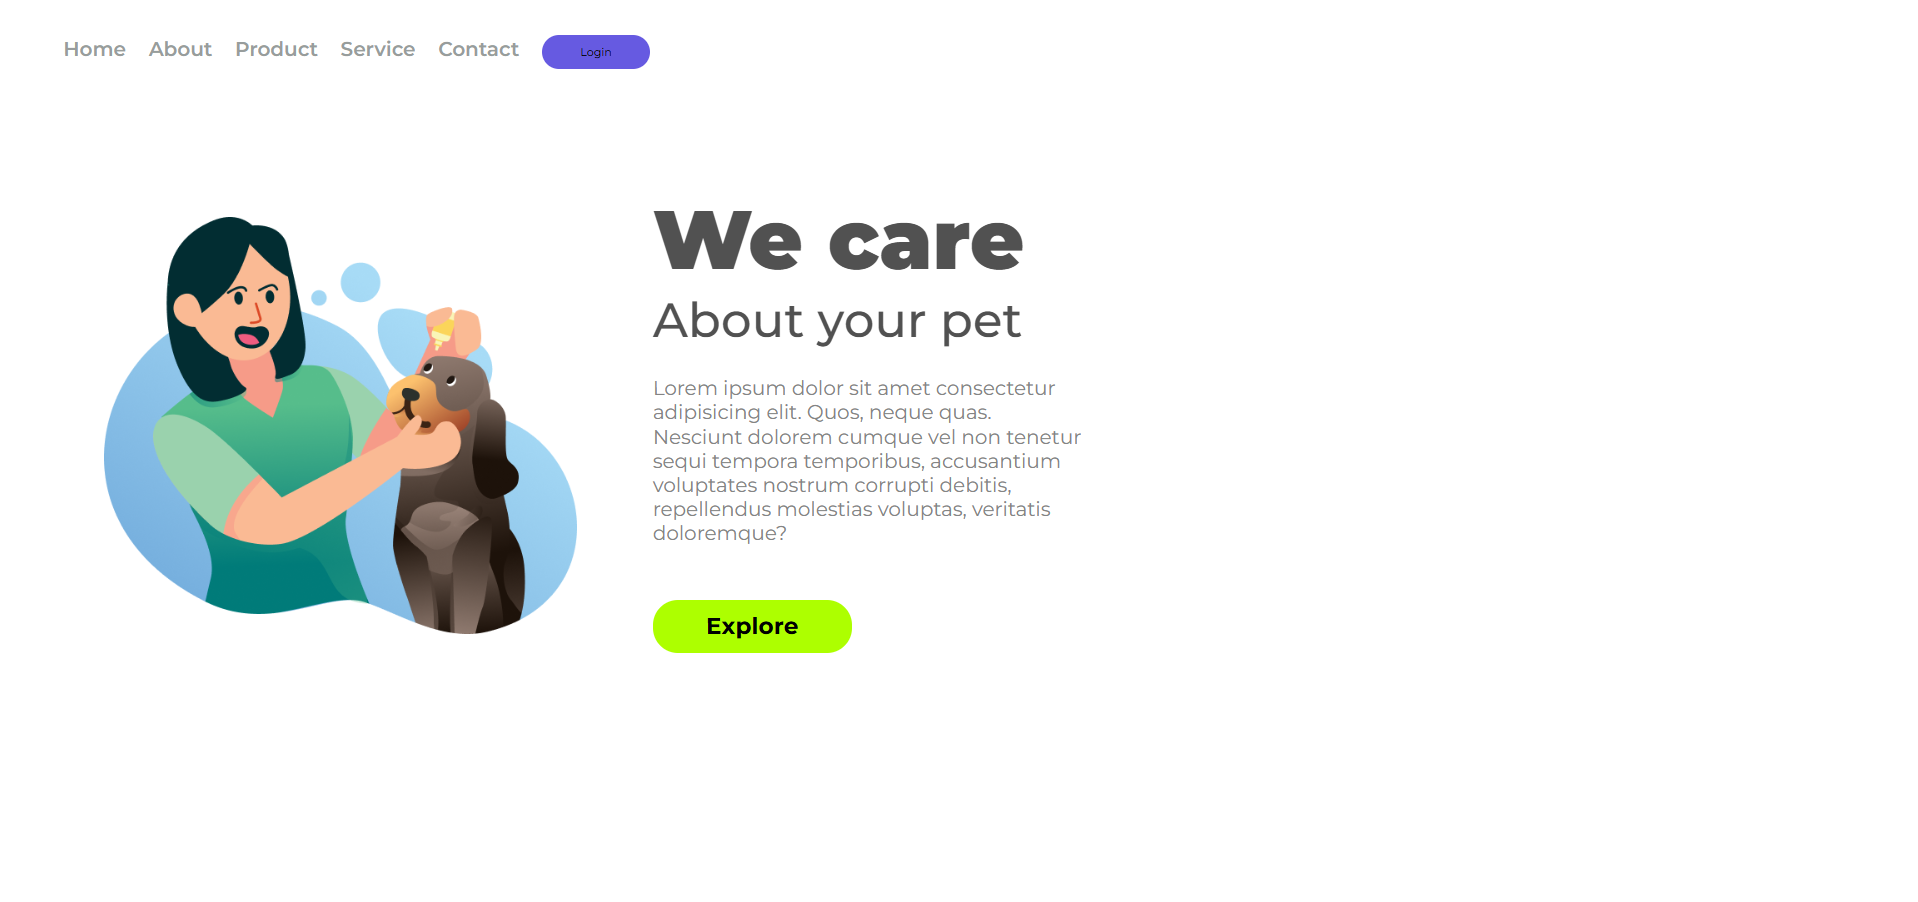 Home About Product Service Contact Login
We care
About your pet
Lorem ipsum dolor sit amet consectetur
adipisicing elit. Quos, neque quas.
Nesciunt dolorem cumque vel non tenetur
sequi tempora temporibus, accusantium
voluptates nostrum corrupti debitis,
repellendus molestias voluptas, veritatis
doloremque?
Explore